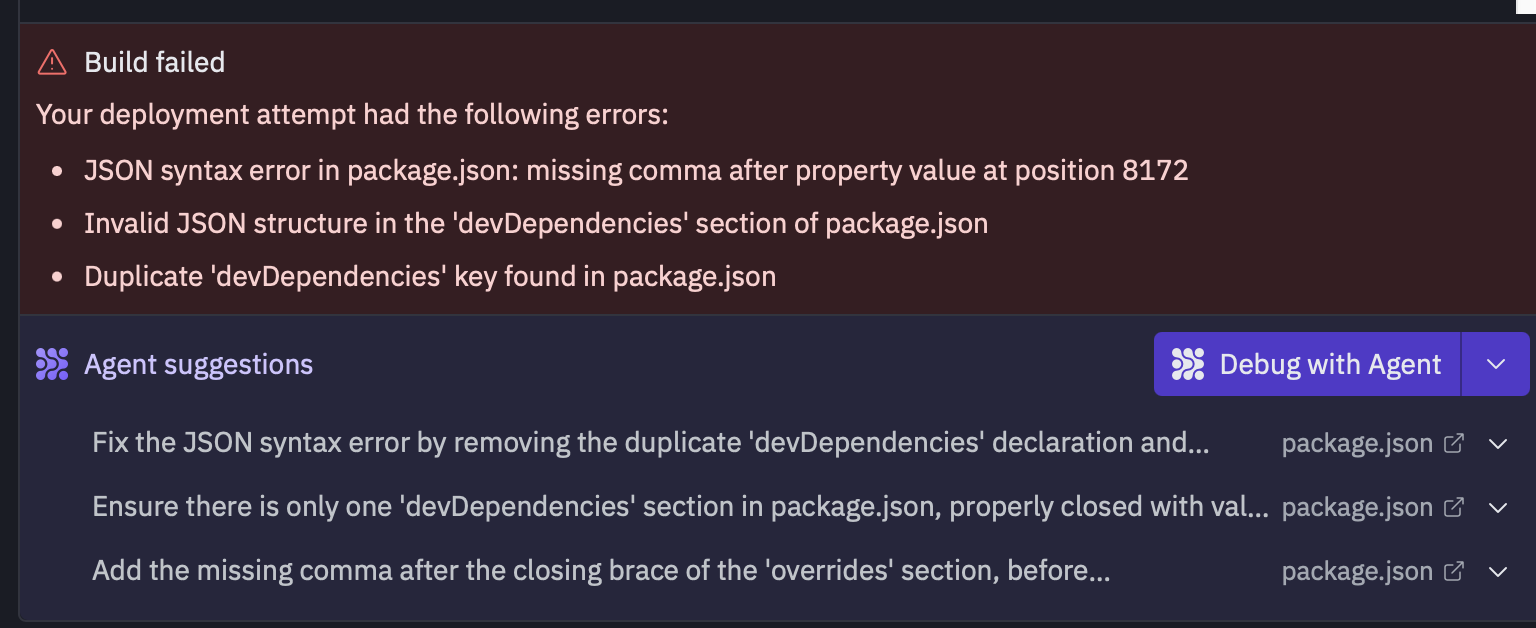 Build failed
Your deployment attempt had the following errors:
• JSON syntax error in package.json: missing comma after property value at position 8172
• Invalid JSON structure in the 'devDependencies' section of package.json
• Duplicate 'devDependencies' key found in package.json
Agent suggestions
Debug with Agent
Fix the JSON syntax error by removing the duplicate 'devDependencies' declaration and... package.json
Ensure there is only one 'devDependencies' section in package.json, properly closed with val... package.json
Add the missing comma after the closing brace of the 'overrides' section, before... package.json